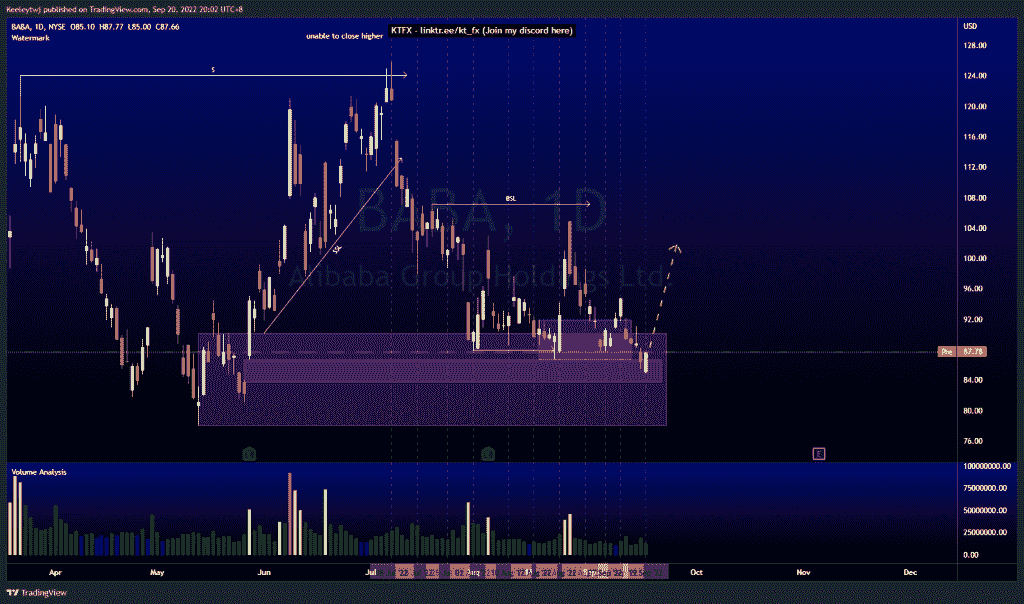 Keeleytwj published on TradingView.com, Sep 20, 2022 20:02 UTC+8
BABA, 1D, NYSE O85.10 H87.77 L85.00 C87.66
Watermark
unable to close higher
KTFX - linktr.ee/kt_fx (Join my discord here)
USD
128.00
124.00
120.00
116.00
112.00
108.00
104.00
100.00
96.00
92.00
Pre 87.78
84.00
80.00
76.00
S
BSL
BABA, 1D
Alibaba Group Holdings Ltd.
E
Volume Analysis
100000000.00
75000000.00
50000000.00
25000000.00
0.00
Apr May Jun Jul Oct Nov Dec
TradingView